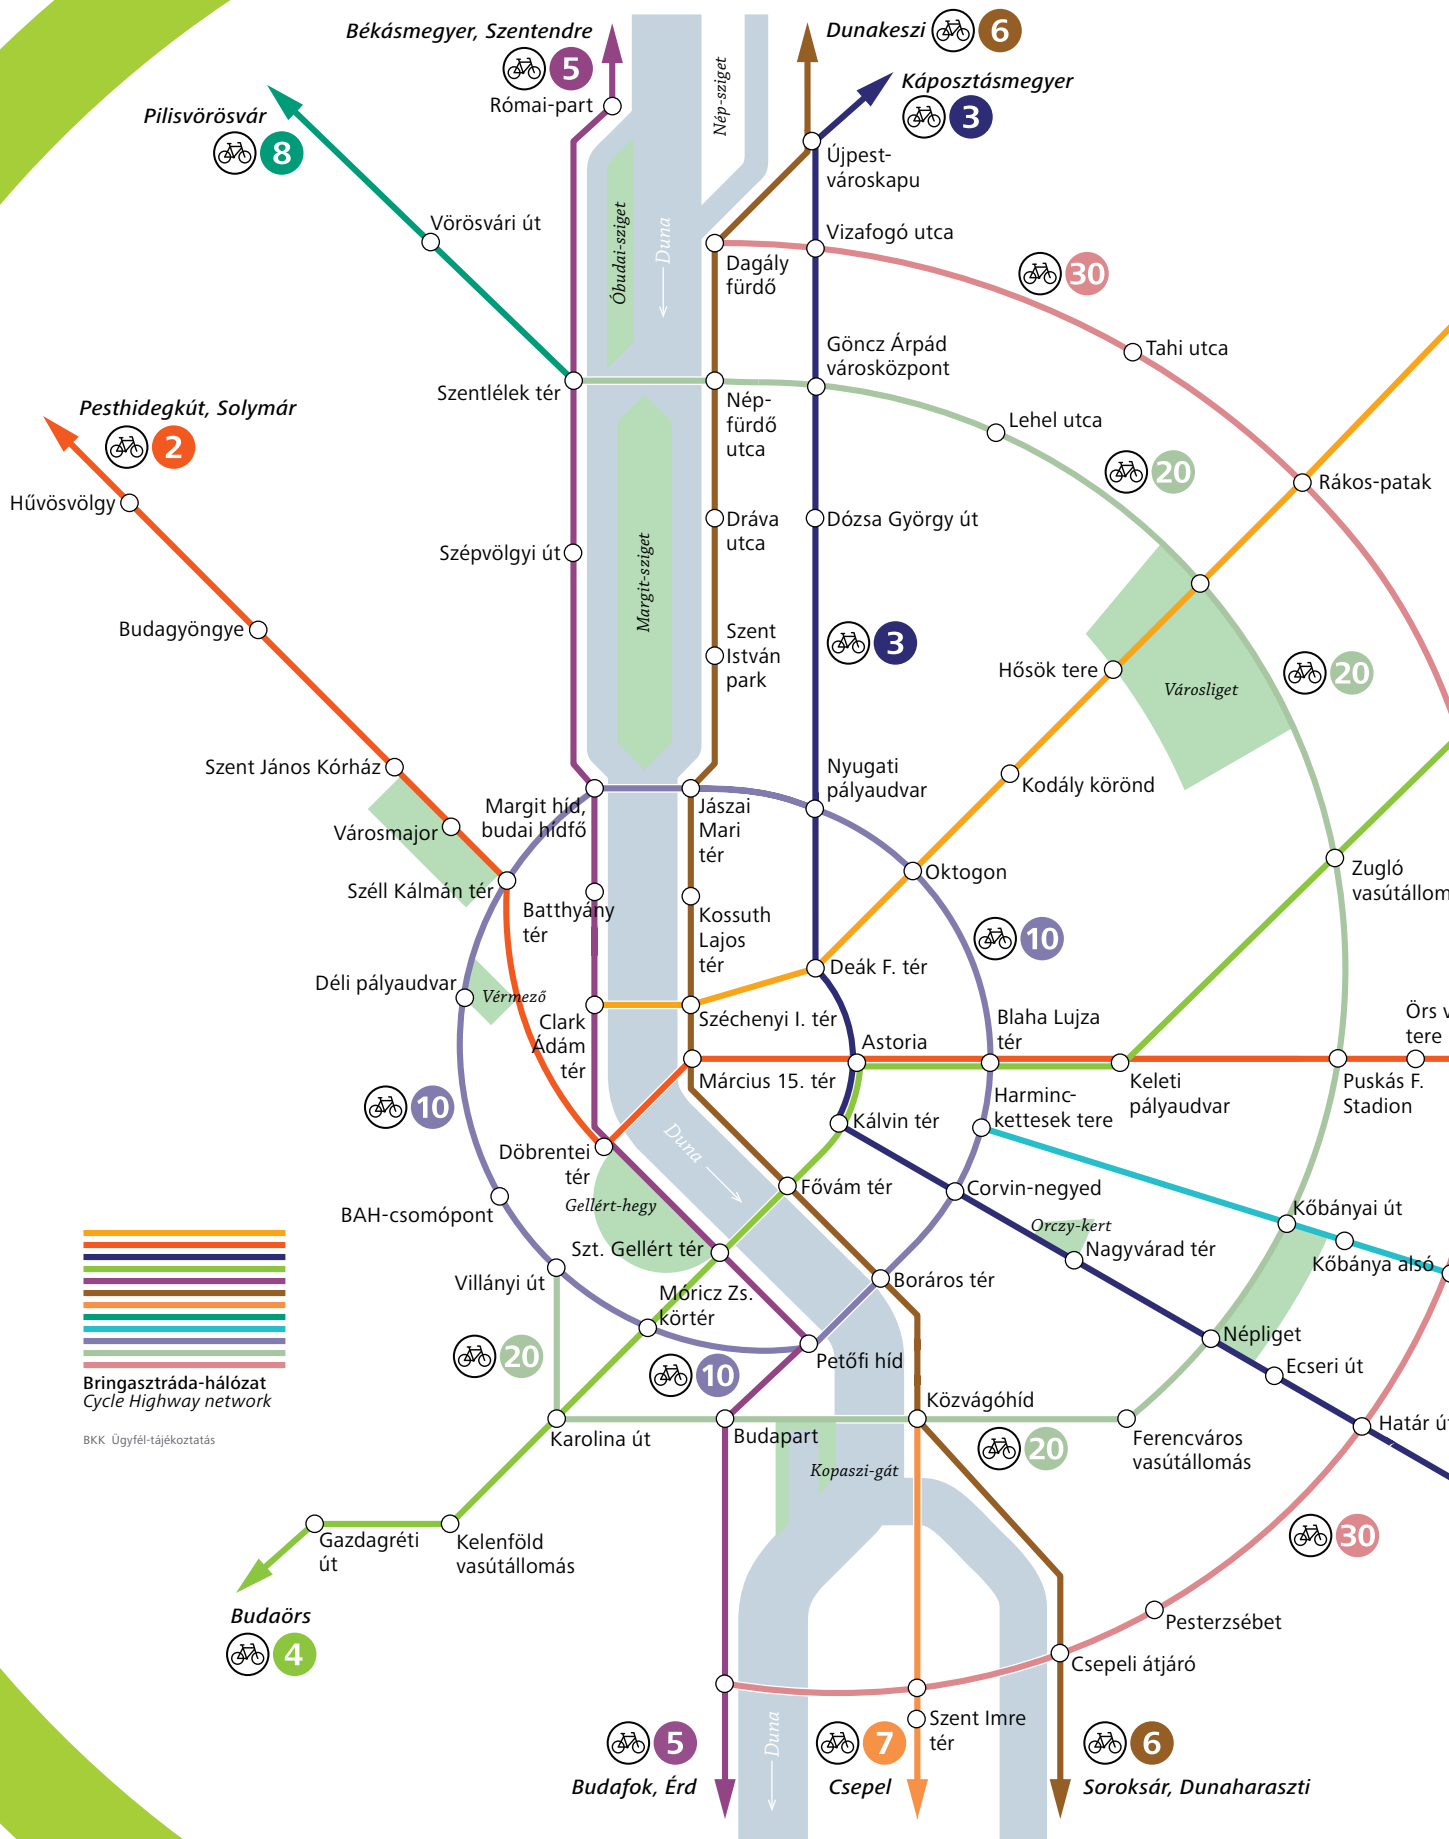 Békásmegyer, Szentendre
5
Római-part
Nép-sziget
Dunakeszi
6
Káposztásmegyer
3
Pilisvörösvár
8
Újpest-
városkapu
Vörösvári út
Óbudai-sziget
Duna
Vizafogó utca
Dagály
fürdő
30
Göncz Árpád
városközpont
Tahi utca
Szentlélek tér
Nép-
fürdő
utca
Lehel utca
Pesthidegkút, Solymár
2
20
Rákos-patak
Hűvösvölgy
Dráva
utca
Dózsa György út
Szépvölgyi út
Margit-sziget
Budagyöngye
Szent
István
park
3
Hősök tere
Városliget
20
Szent János Kórház
Nyugati
pályaudvar
Kodály körönd
Margit híd,
budai hídfő
Jászai
Mari
tér
Városmajor
Oktogon
Zugló
vasútállom
Széll Kálmán tér
Batthyány
tér
Kossuth
Lajos
tér
10
Deák F. tér
Déli pályaudvar
Vérmező
Clark
Ádám
tér
Széchenyi I. tér
Blaha Lujza
tér
Örs v
tere
Astoria
Március 15. tér
Keleti
pályaudvar
Puskás F.
Stadion
10
Harminc-
kettesek tere
Kálvin tér
Duna
Döbrentei
tér
Fővám tér
Corvin-negyed
Gellért-hegy
BAH-csomópont
Orczy-kert
Kőbányai út
Szt. Gellért tér
Nagyvárad tér
Kőbánya alsó
Villányi út
Boráros tér
Móricz Zs.
körtér
Népliget
20
10
Petőfi híd
Ecseri út
Bringasztráda-hálózat
Cycle Highway network
BKK Ügyfél-tájékoztatás
Közvágóhíd
Karolina út
Budapart
20
Ferencváros
vasútállomás
Határ út
Kopaszi-gát
Gazdagréti
út
Kelenföld
vasútállomás
30
Budaörs
4
Pesterzsébet
Csepeli átjáró
Duna
Szent Imre
tér
5
7
6
Budafok, Érd
Csepel
Soroksár, Dunaharaszti